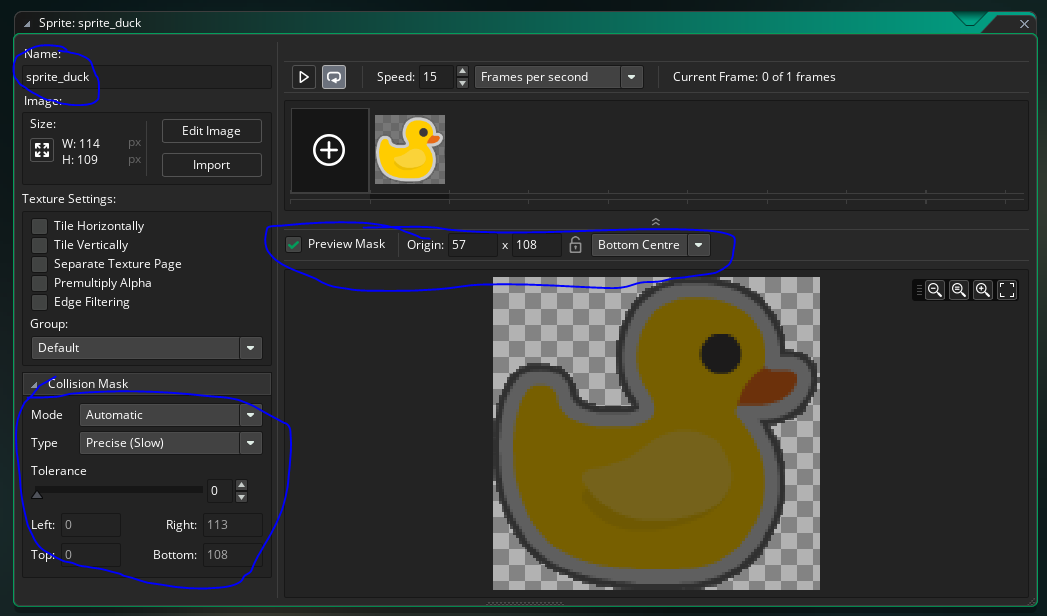 Sprite: sprite_duck
Name:
sprite_duck
Image:
Size:
W: 114 px
H: 109 px
Edit Image
Import
Texture Settings:
Tile Horizontally
Tile Vertically
Separate Texture Page
Premultiply Alpha
Edge Filtering
Group:
Default
Collision Mask
Mode Automatic
Type Precise (Slow)
Tolerance
0
Left: 0 Right: 113
Top: 0 Bottom: 108
Speed: 15 Frames per second Current Frame: 0 of 1 frames
Preview Mask Origin: 57 x 108 Bottom Centre